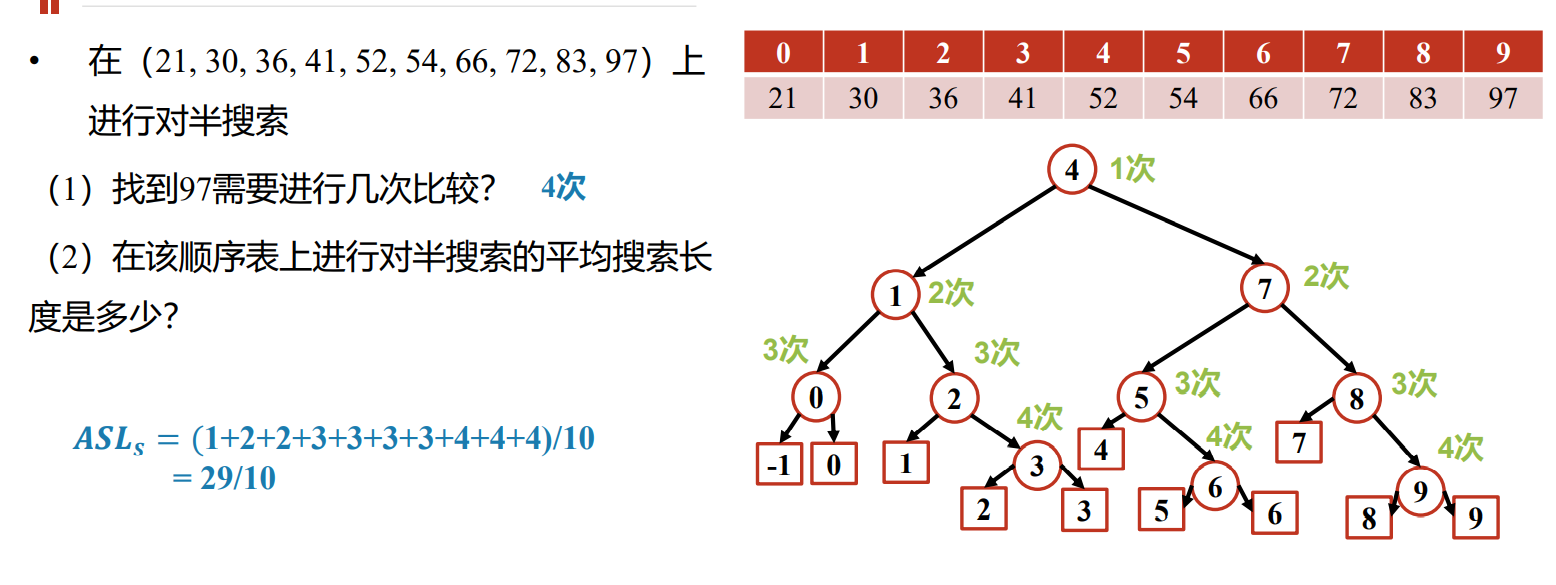 • 在（21, 30, 36, 41, 52, 54, 66, 72, 83, 97）上
进行对半搜索
（1）找到97需要进行几次比较？ 4次
（2）在该顺序表上进行对半搜索的平均搜索长
度是多少？
ASLₛ = (1+2+2+3+3+3+3+4+4+4)/10
= 29/10
0 1 2 3 4 5 6 7 8 9
21 30 36 41 52 54 66 72 83 97
4 1次
1 2次 7 2次
3次 3次 3次 3次
0 2 5 8
4次 4次 4次
-1 0 1 3 4 6 7 9
2 3 5 6 8 9